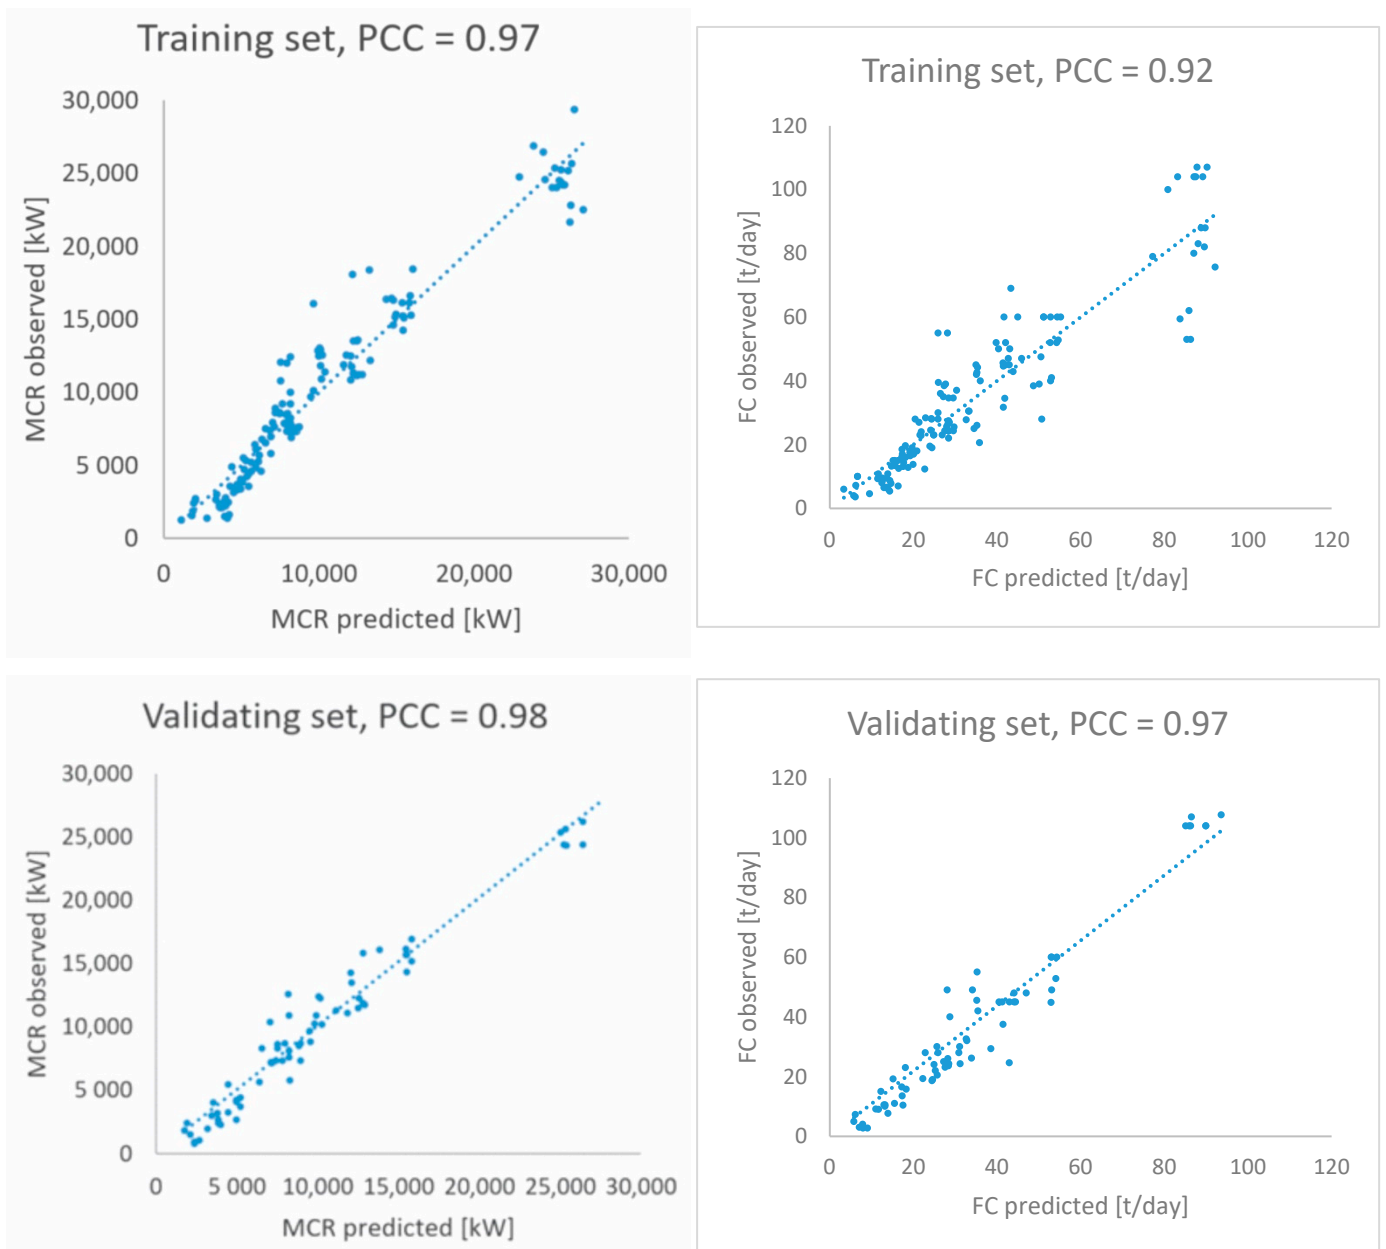 Training set, PCC = 0.97
MCR observed [kW]
30,000
25,000
20,000
15,000
10,000
5 000
0
0 10,000 20,000 30,000
MCR predicted [kW]
Training set, PCC = 0.92
FC observed [t/day]
120
100
80
60
40
20
0
0 20 40 60 80 100 120
FC predicted [t/day]
Validating set, PCC = 0.98
MCR observed [kW]
30,000
25,000
20,000
15,000
10,000
5 000
0
0 5 000 10,000 15,000 20,000 25,000 30,000
MCR predicted [kW]
Validating set, PCC = 0.97
FC observed [t/day]
120
100
80
60
40
20
0
0 20 40 60 80 100 120
FC predicted [t/day]